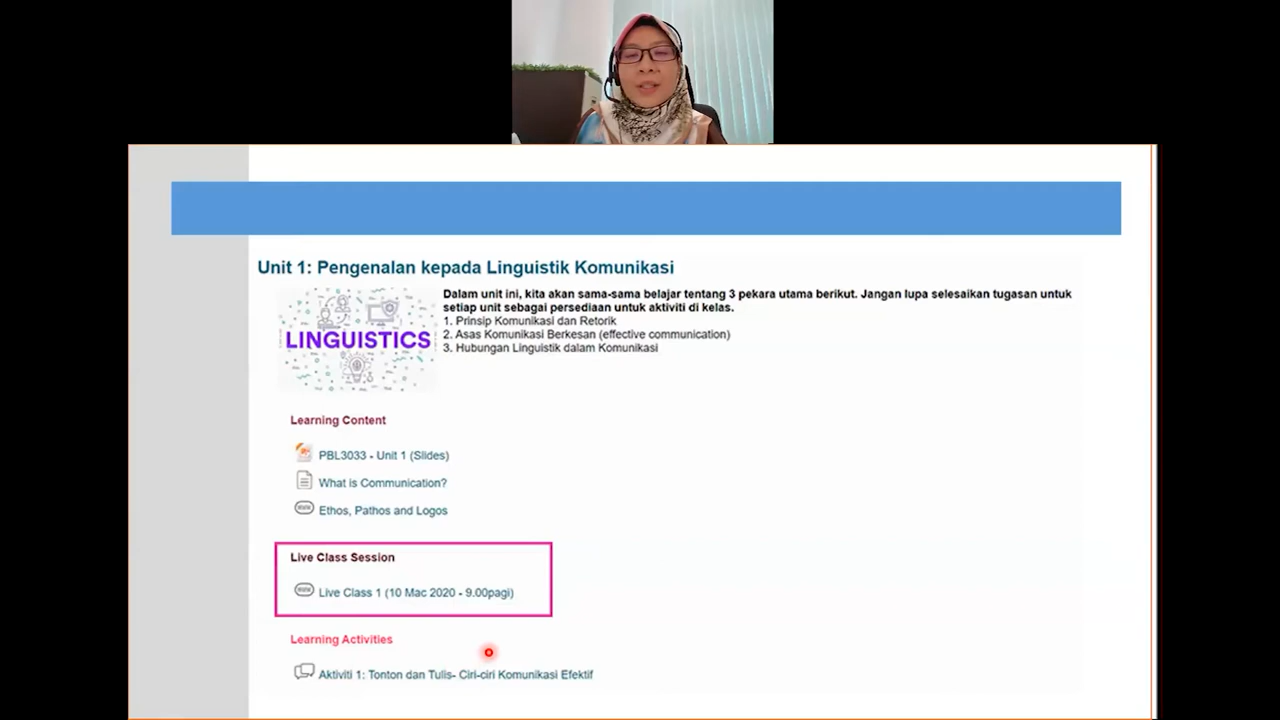 Unit 1: Pengenalan kepada Linguistik Komunikasi
Dalam unit ini, kita akan sama-sama belajar tentang 3 pekara utama berikut. Jangan lupa selesaikan tugasan untuk
setiap unit sebagai persediaan untuk aktiviti di kelas.
1. Prinsip Komunikasi dan Retorik
2. Asas Komunikasi Berkesan (effective communication)
3. Hubungan Linguistik dalam Komunikasi
LINGUISTICS
Learning Content
PBL3033 - Unit 1 (Slides)
What is Communication?
Ethos, Pathos and Logos
Live Class Session
Live Class 1 (10 Mac 2020 - 9.00pagi)
Learning Activities
Aktiviti 1: Tonton dan Tulis- Ciri-ciri Komunikasi Efektif